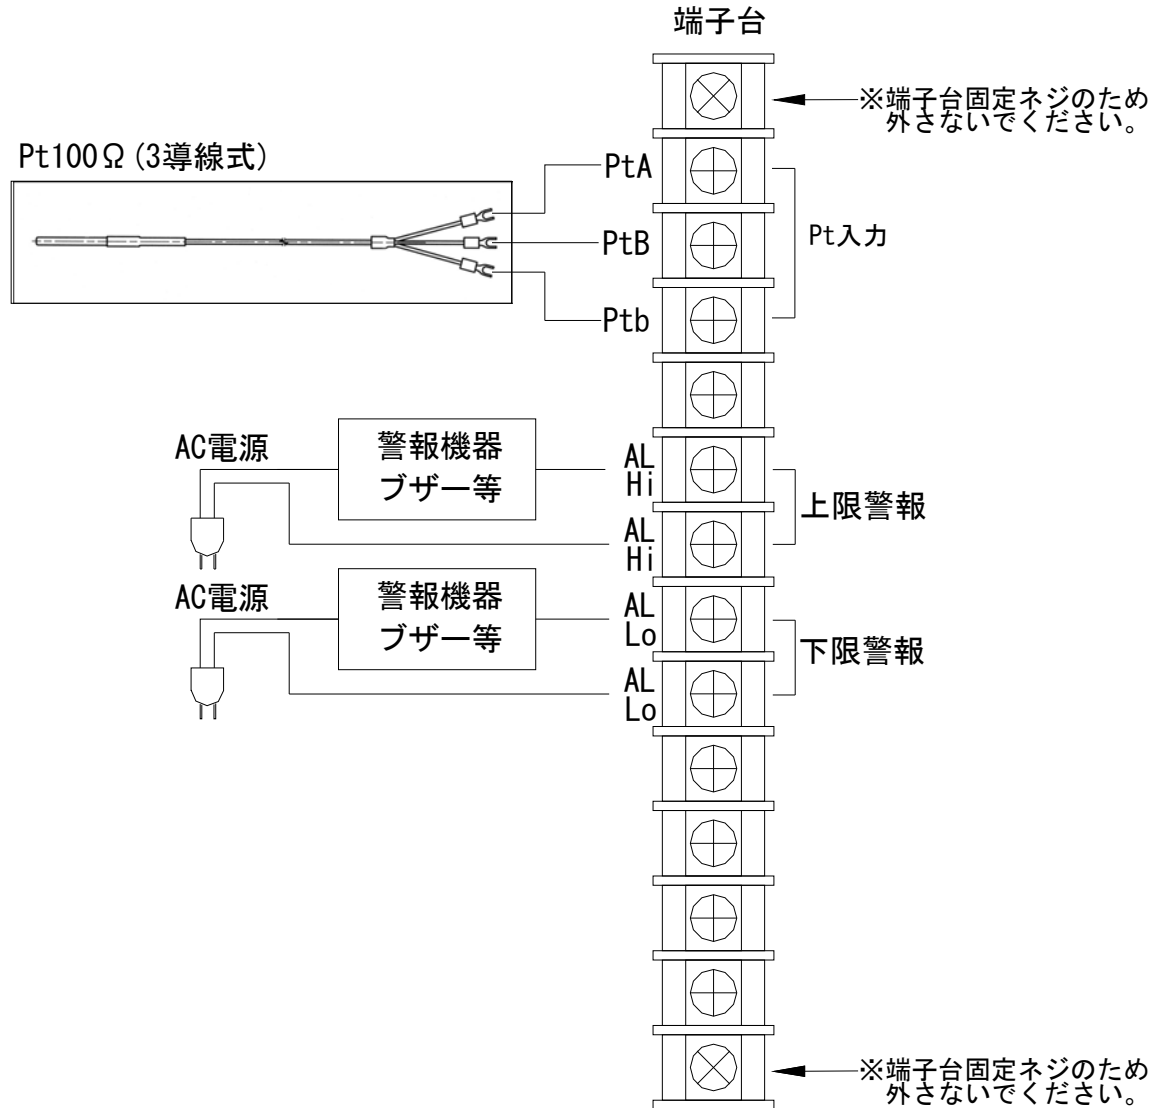 端子台
※端子台固定ネジのため
外さないでください。
Pt100Ω(3導線式)
PtA
PtB
Ptb
Pt入力
AC電源
警報機器
ブザー等
AL
Hi
AL
Hi
上限警報
AC電源
警報機器
ブザー等
AL
Lo
AL
Lo
下限警報
※端子台固定ネジのため
外さないでください。